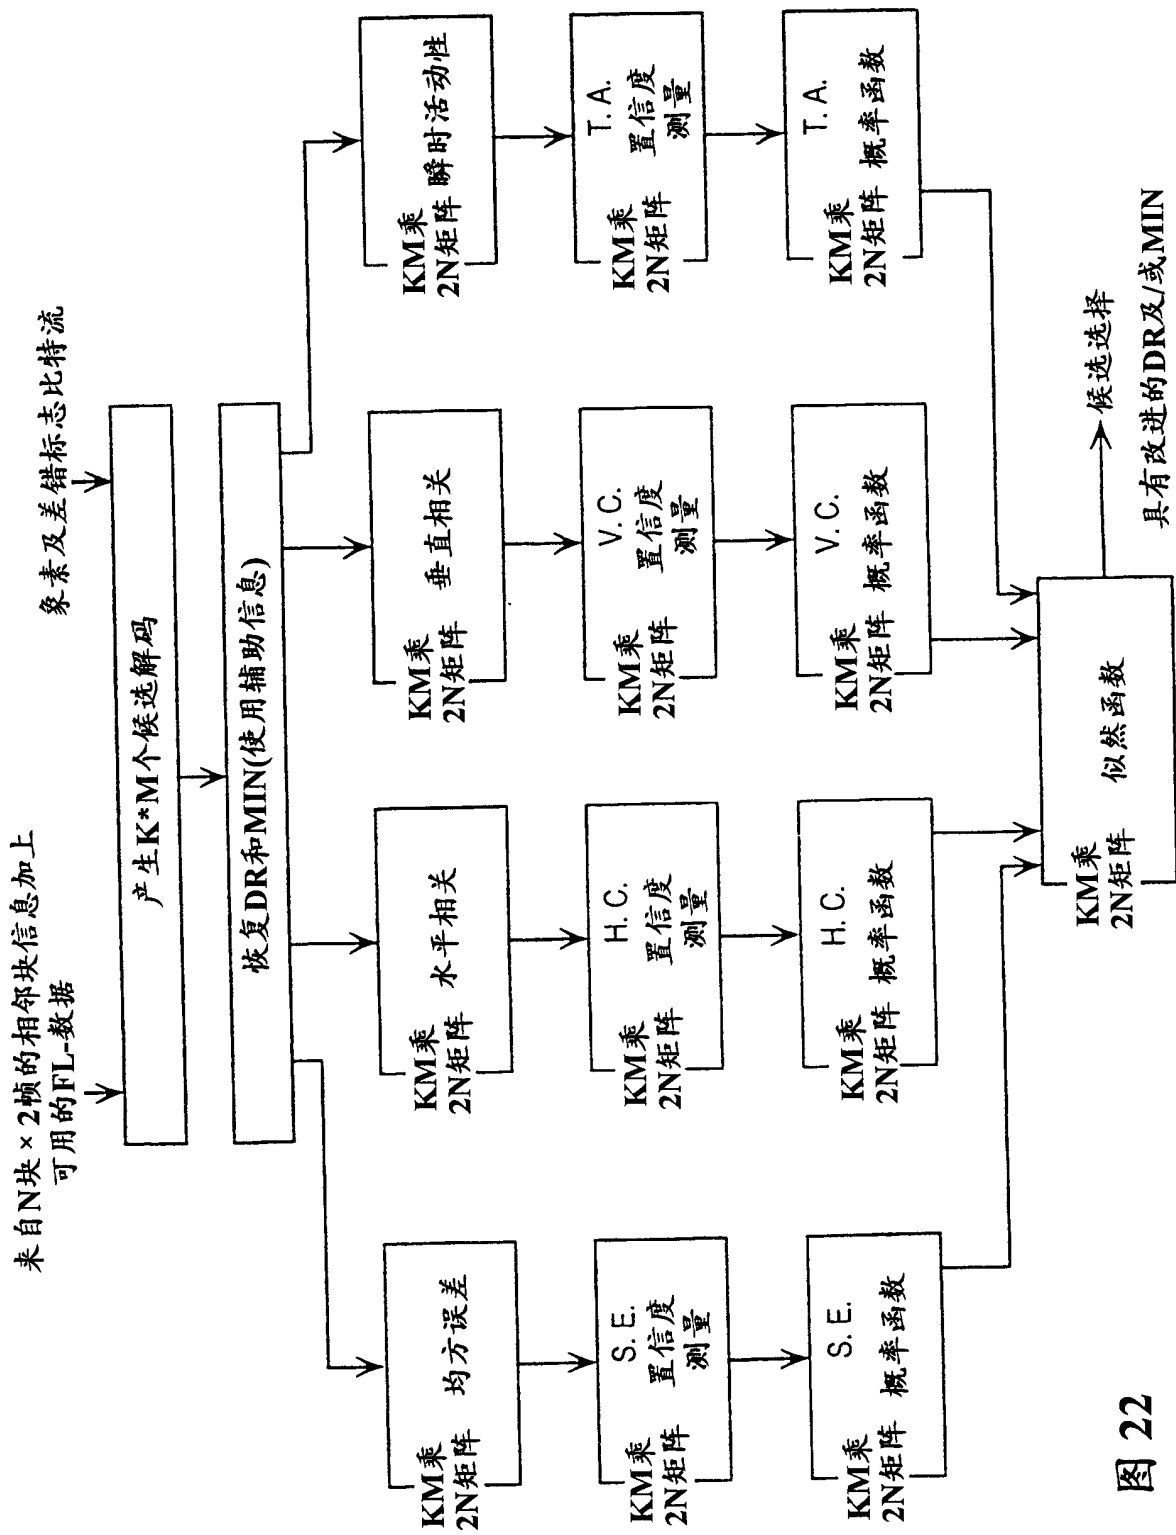 来自N块×2帧的相邻块信息加上
可用的FL-数据
象素及差错标志比特流
产生K*M个候选解码
恢复DR和MIN(使用辅助信息)
KM乘
2N矩阵
均方误差
KM乘
2N矩阵
水平相关
KM乘
2N矩阵
垂直相关
KM乘
2N矩阵
瞬时活动性
KM乘
2N矩阵
S.E.
置信度
测量
KM乘
2N矩阵
H.C.
置信度
测量
KM乘
2N矩阵
V.C.
置信度
测量
KM乘
2N矩阵
T.A.
置信度
测量
KM乘
2N矩阵
S.E.
概率函数
KM乘
2N矩阵
H.C.
概率函数
KM乘
2N矩阵
V.C.
概率函数
KM乘
2N矩阵
T.A.
概率函数
KM乘
2N矩阵
似然函数
候选选择
具有改进的DR及/或MIN
图 22